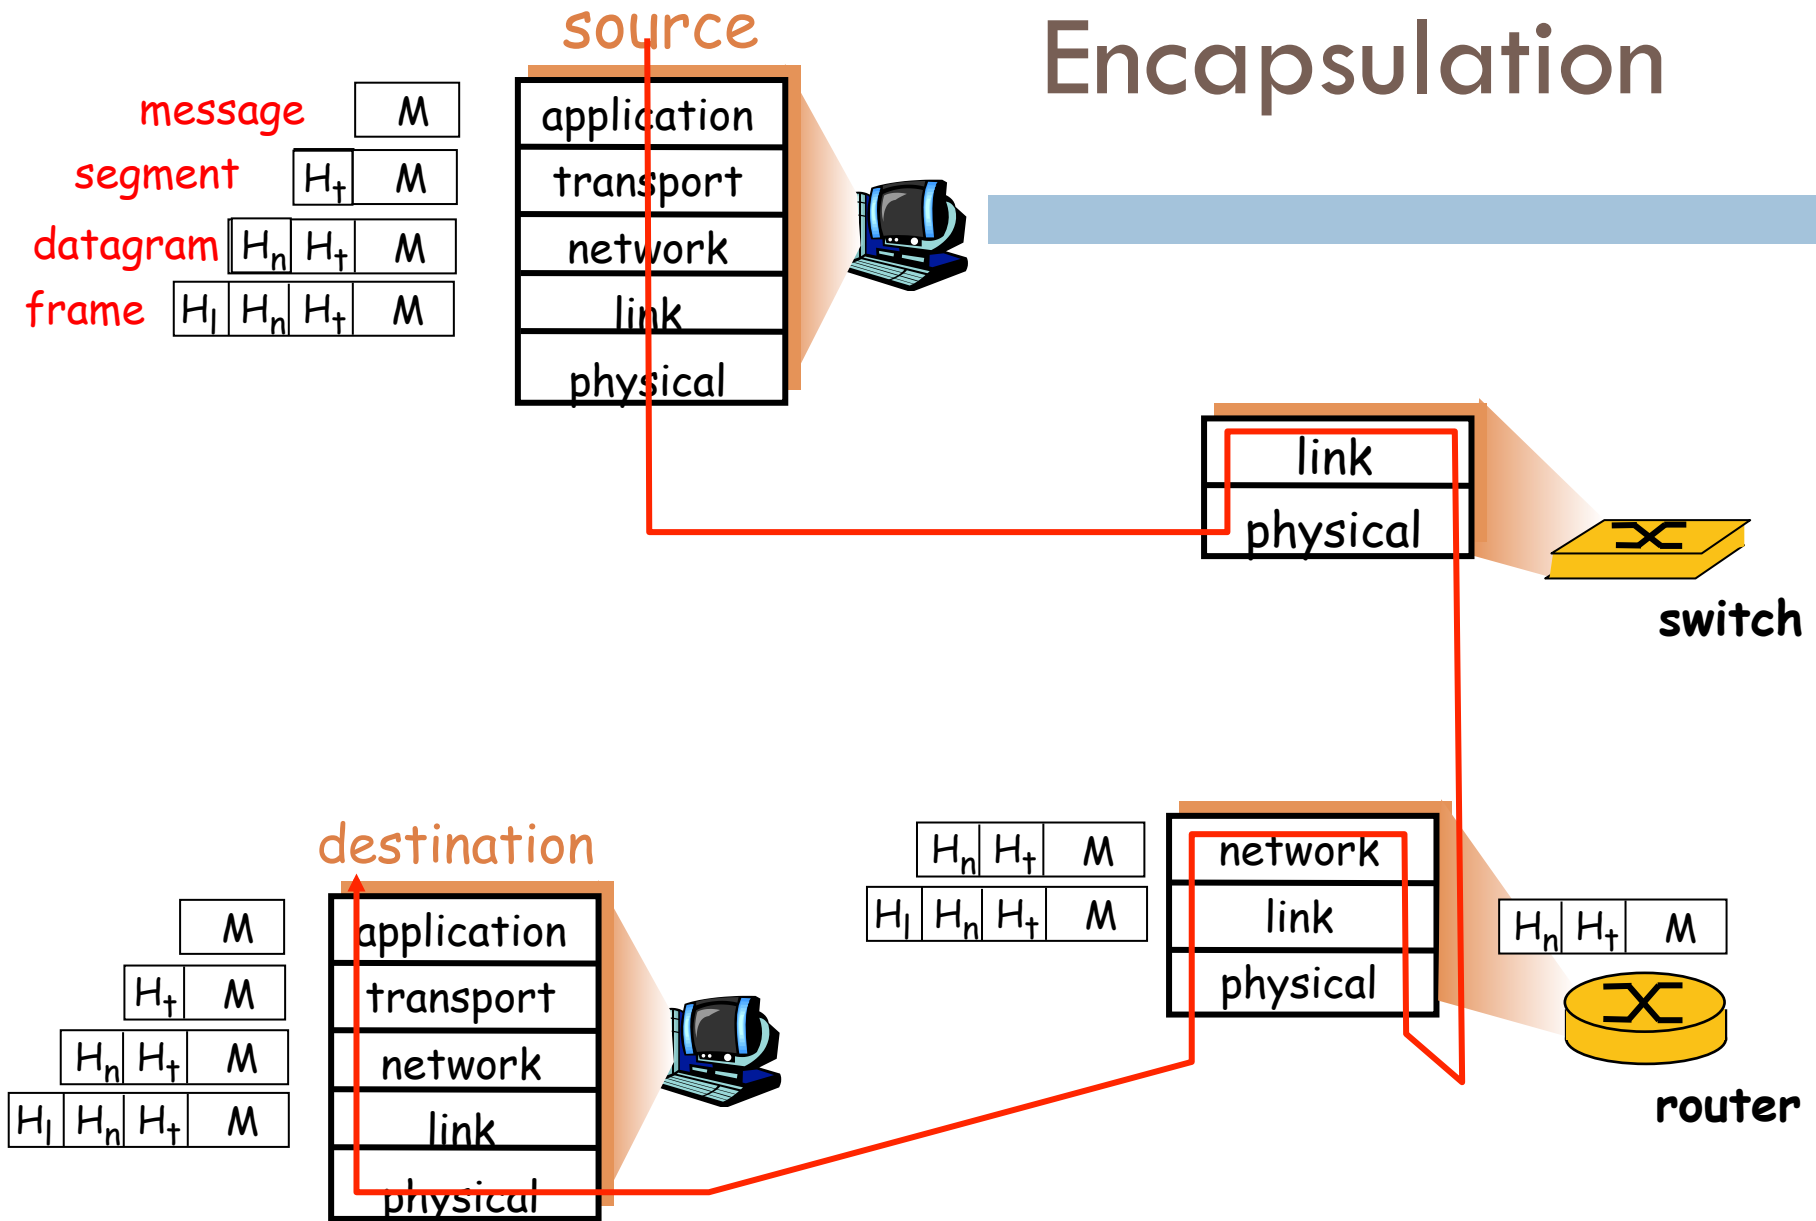 source
Encapsulation
message M application
segment Ht M transport
datagram Hn Ht M network
frame Hl Hn Ht M link
physical
link
physical
switch
destination
Hn Ht M network
Hl Hn Ht M link Hn Ht M
physical
router
M application
Ht M transport
Hn Ht M network
Hl Hn Ht M link
physical